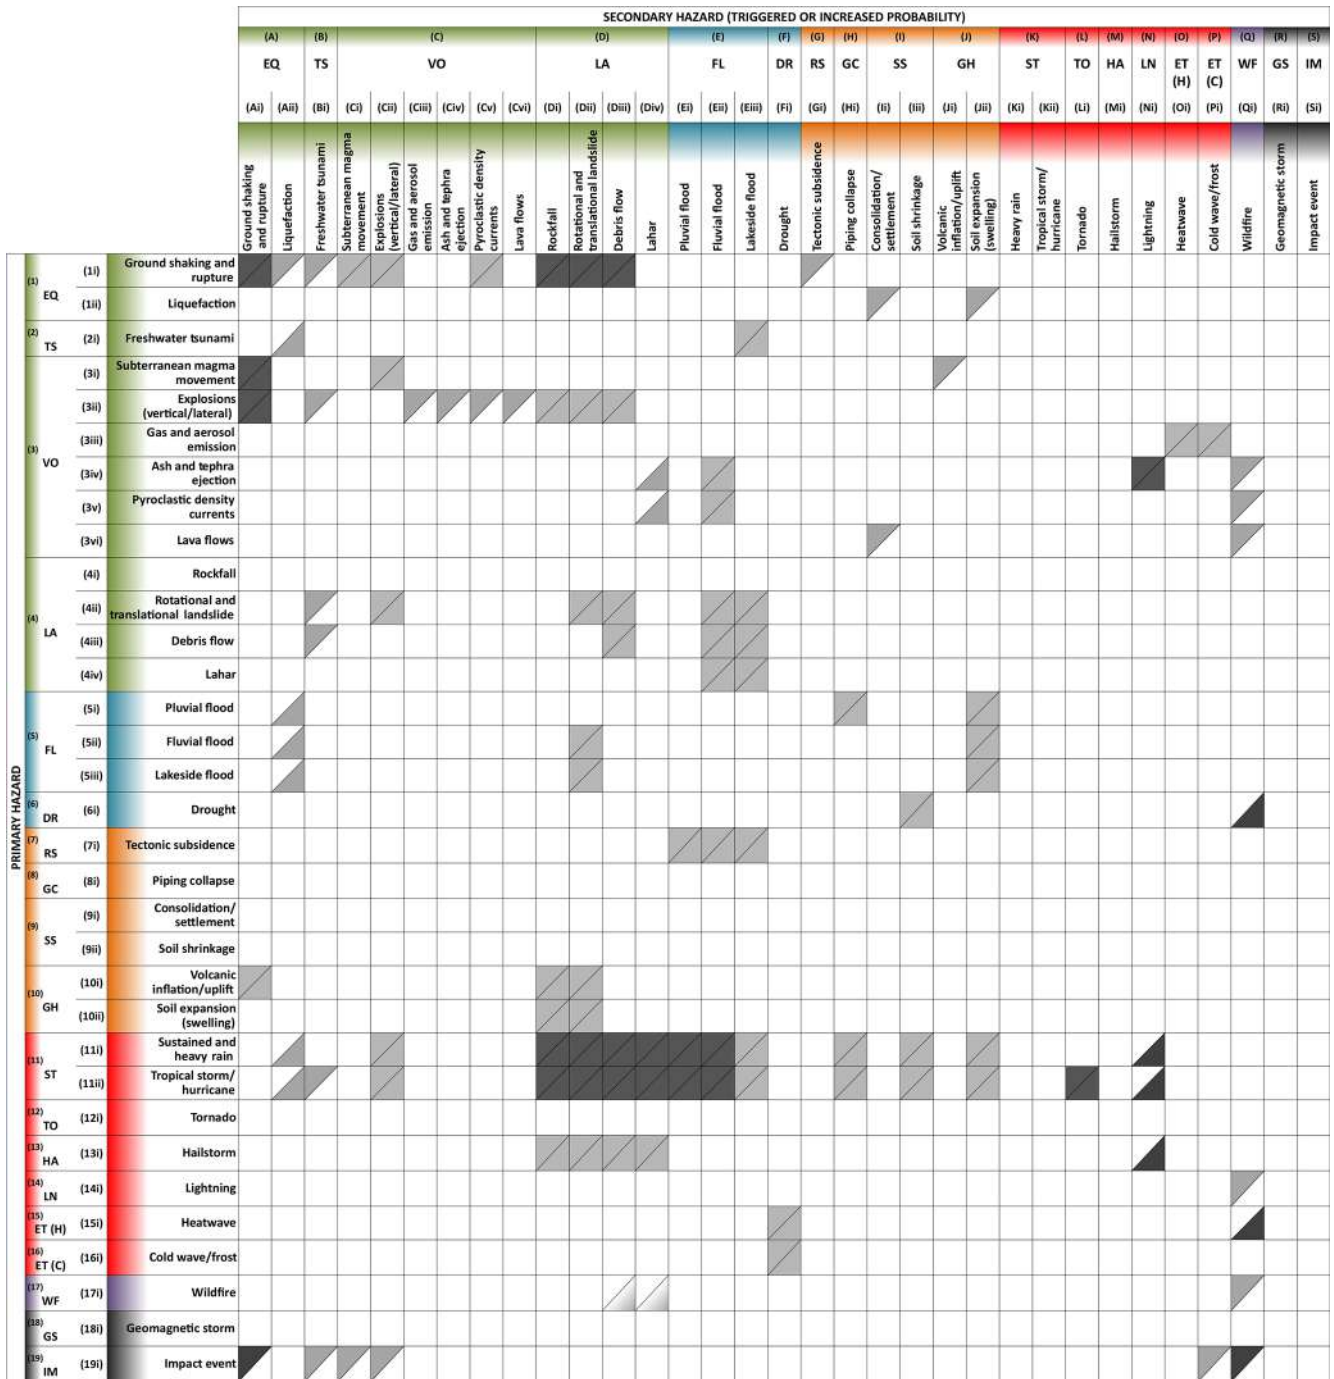 SECONDARY HAZARD (TRIGGERED OR INCREASED PROBABILITY)
(A) (B) (C) (D) (E) (F) (G) (H) (I) (J) (K) (L) (M) (N) (O) (P) (Q) (R) (S)
EQ TS VO LA FL DR RS GC SS GH ST TO HA LN ET (H) ET (C) WF GS IM
(Ai) (Aii) (Bi) (Ci) (Cii) (Ciii) (Civ) (Cv) (Cvi) (Di) (Dii) (Diii) (Div) (Ei) (Eii) (Eiii) (Fi) (Gi) (Hi) (Ii) (Iii) (Ji) (Jii) (Ki) (Kii) (Li) (Mi) (Ni) (Oi) (Pi) (Qi) (Ri) (Si)
Ground shaking and rupture
Liquefaction
Freshwater tsunami
Subterranean magma movement
Explosions (vertical/lateral)
Gas and aerosol emission
Ash and tephra ejection
Pyroclastic density currents
Lava flows
Rockfall
Rotational and translational landslide
Debris flow
Lahar
Pluvial flood
Fluvial flood
Lakeside flood
Drought
Tectonic subsidence
Piping collapse
Consolidation/ settlement
Soil shrinkage
Volcanic inflation/uplift
Soil expansion (swelling)
Heavy rain
Tropical storm/ hurricane
Tornado
Hailstorm
Lightning
Heatwave
Cold wave/frost
Wildfire
Geomagnetic storm
Impact event
PRIMARY HAZARD
(1) EQ (1i) Ground shaking and rupture
(1ii) Liquefaction
(2) TS (2i) Freshwater tsunami
(3) VO (3i) Subterranean magma movement
(3ii) Explosions (vertical/lateral)
(3iii) Gas and aerosol emission
(3iv) Ash and tephra ejection
(3v) Pyroclastic density currents
(3vi) Lava flows
(4) LA (4i) Rockfall
(4ii) Rotational and translational landslide
(4iii) Debris flow
(4iv) Lahar
(5) FL (5i) Pluvial flood
(5ii) Fluvial flood
(5iii) Lakeside flood
(6) DR (6i) Drought
(7) RS (7i) Tectonic subsidence
(8) GC (8i) Piping collapse
(9) SS (9i) Consolidation/ settlement
(9ii) Soil shrinkage
(10) GH (10i) Volcanic inflation/uplift
(10ii) Soil expansion (swelling)
(11) ST (11i) Sustained and heavy rain
(11ii) Tropical storm/ hurricane
(12) TO (12i) Tornado
(13) HA (13i) Hailstorm
(14) LN (14i) Lightning
(15) ET (H) (15i) Heatwave
(16) ET (C) (16i) Cold wave/frost
(17) WF (17i) Wildfire
(18) GS (18i) Geomagnetic storm
(19) IM (19i) Impact event